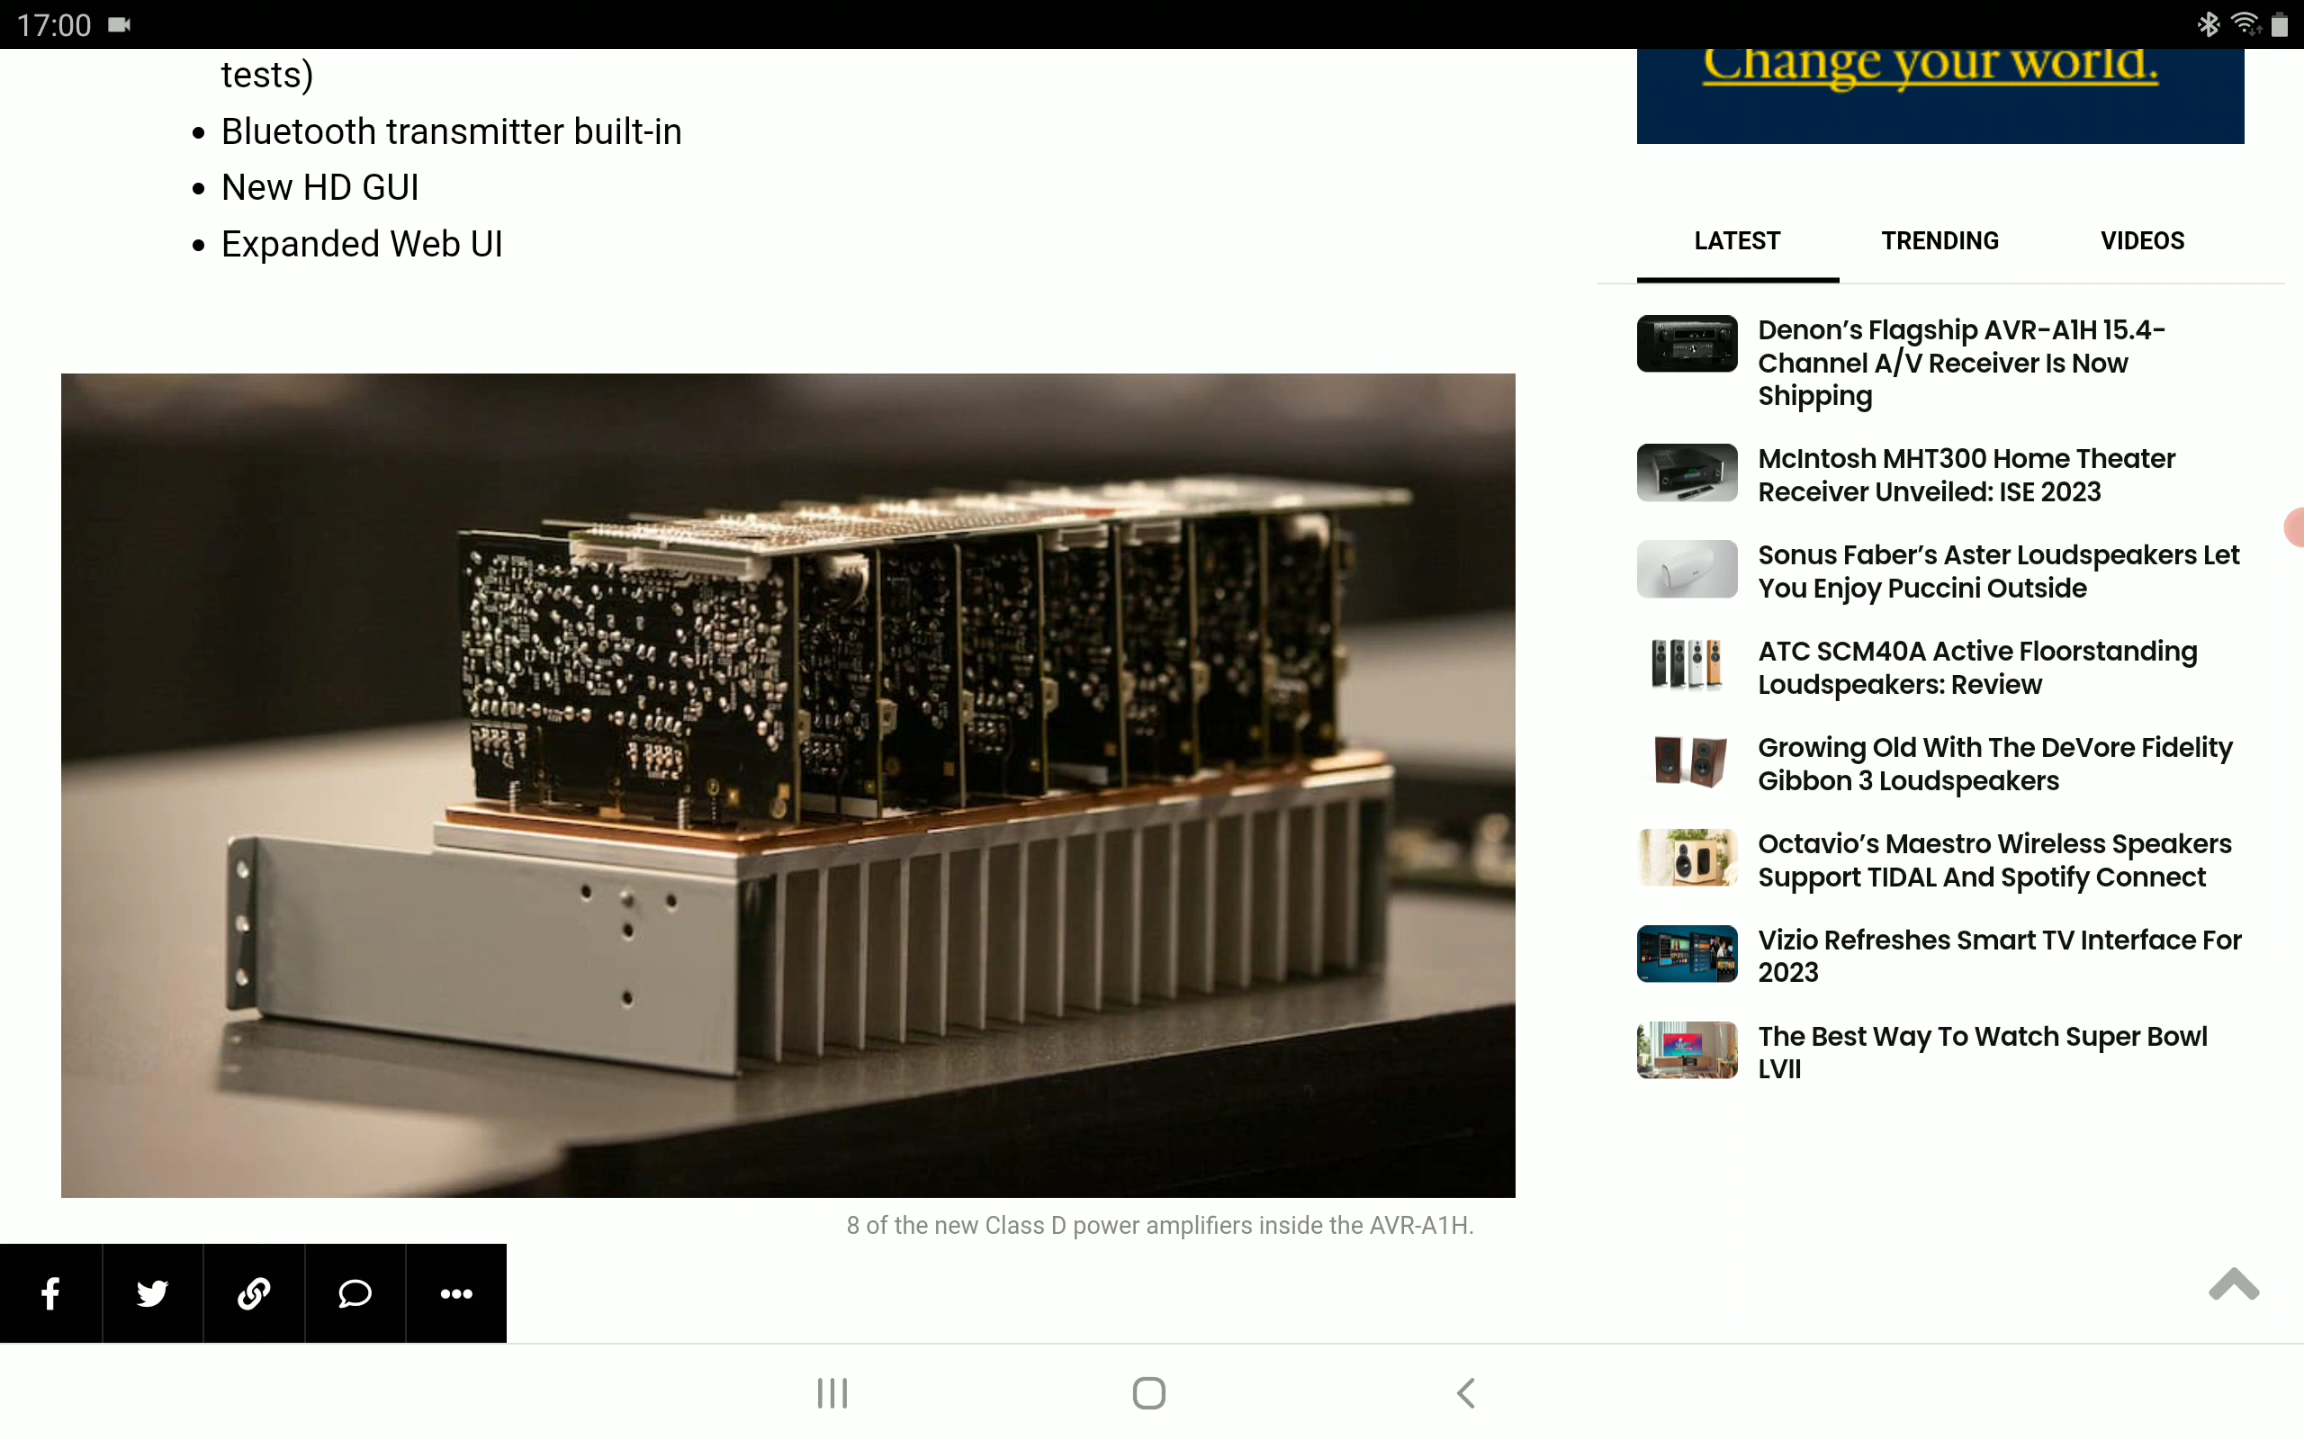 17:00
tests)
Bluetooth transmitter built-in
New HD GUI
Expanded Web UI
8 of the new Class D power amplifiers inside the AVR-A1H.
Change your world.
LATEST
TRENDING
VIDEOS
Denon’s Flagship AVR-A1H 15.4-
Channel A/V Receiver Is Now
Shipping
McIntosh MHT300 Home Theater
Receiver Unveiled: ISE 2023
Sonus Faber’s Aster Loudspeakers Let
You Enjoy Puccini Outside
ATC SCM40A Active Floorstanding
Loudspeakers: Review
Growing Old With The DeVore Fidelity
Gibbon 3 Loudspeakers
Octavio’s Maestro Wireless Speakers
Support TIDAL And Spotify Connect
Vizio Refreshes Smart TV Interface For
2023
The Best Way To Watch Super Bowl
LVII